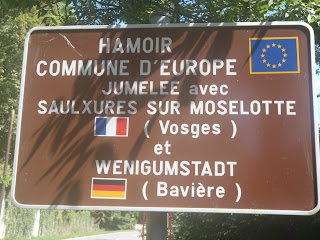 HAMOIR
COMMUNE D'EUROPE
JUMELEE avec
SAULXURES SUR MOSELOTTE
( Vosges )
et
WENIGUMSTADT
( Bavière )